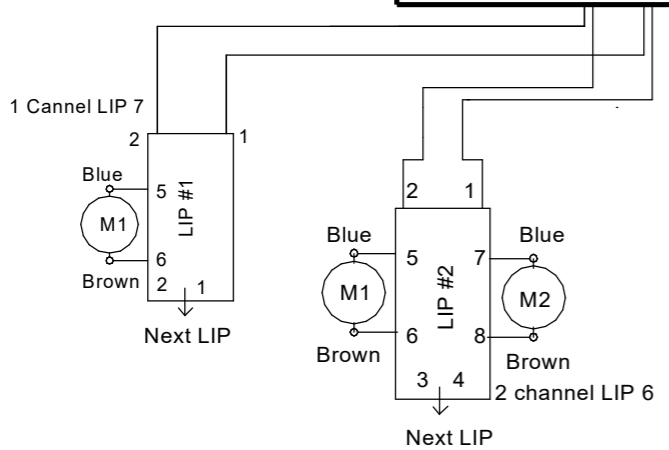 1 Cannel LIP 7
2 1
Blue
5
LIP #1
M1
6
Brown
2 1
Next LIP
2 1
Blue
5
7
Blue
LIP #2
M1
M2
6
8
Brown
Brown
3 4
2 channel LIP 6
Next LIP